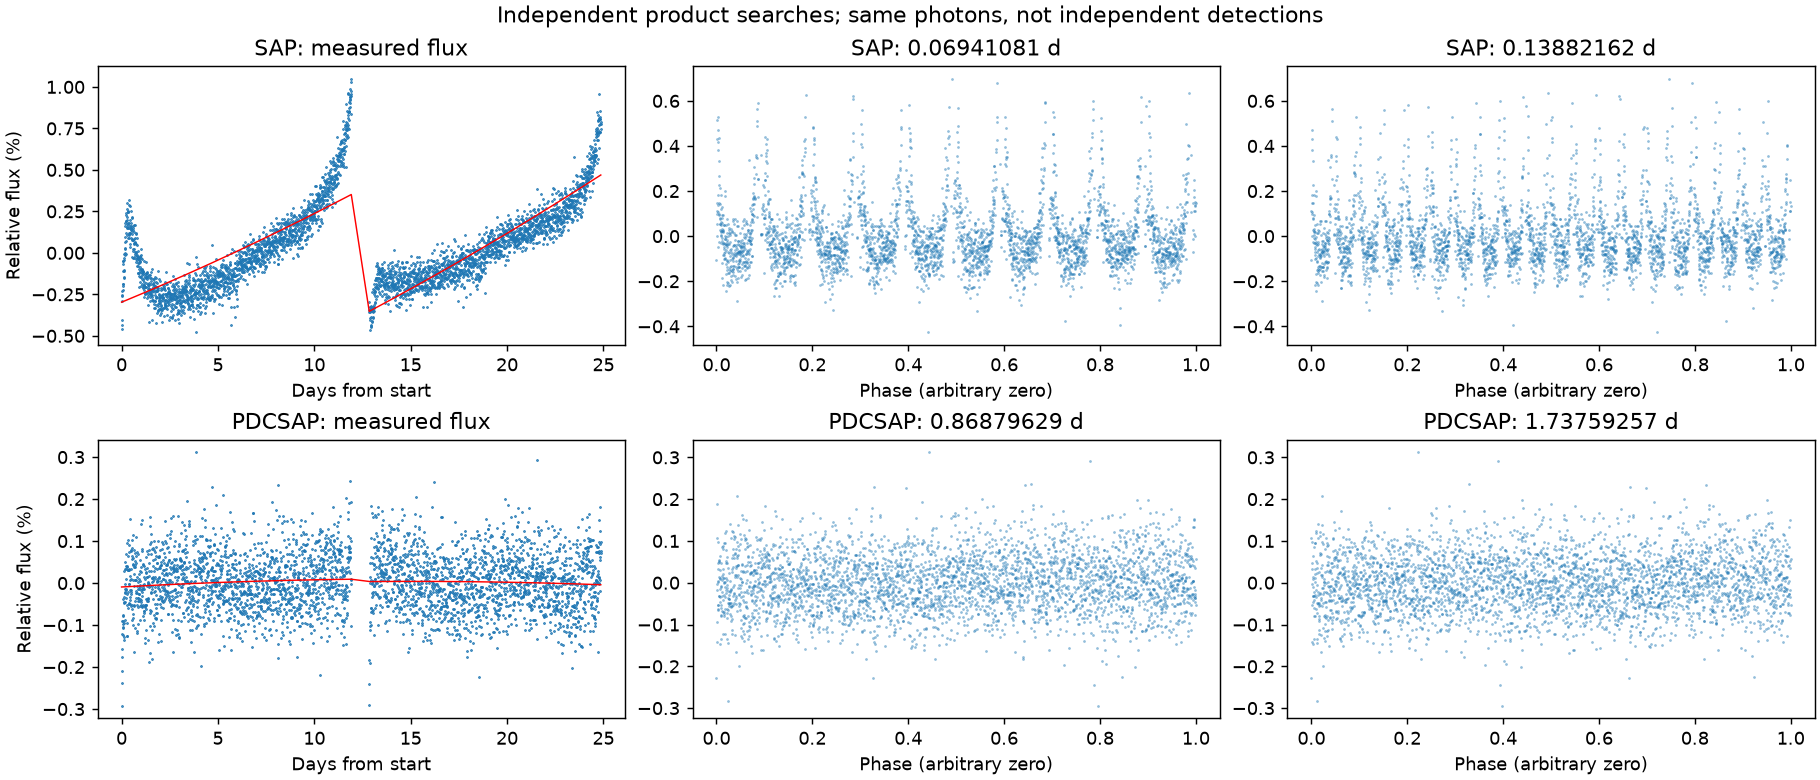 Independent product searches; same photons, not independent detections
SAP: measured flux
SAP: 0.06941081 d
SAP: 0.13882162 d
Relative flux (%)
1.00
0.75
0.50
0.25
0.00
−0.25
−0.50
0 5 10 15 20 25
Days from start
0.6
0.4
0.2
0.0
−0.2
−0.4
0.0 0.2 0.4 0.6 0.8 1.0
Phase (arbitrary zero)
0.6
0.4
0.2
0.0
−0.2
−0.4
0.0 0.2 0.4 0.6 0.8 1.0
Phase (arbitrary zero)
PDCSAP: measured flux
PDCSAP: 0.86879629 d
PDCSAP: 1.73759257 d
Relative flux (%)
0.3
0.2
0.1
0.0
−0.1
−0.2
−0.3
0 5 10 15 20 25
Days from start
0.3
0.2
0.1
0.0
−0.1
−0.2
−0.3
0.0 0.2 0.4 0.6 0.8 1.0
Phase (arbitrary zero)
0.3
0.2
0.1
0.0
−0.1
−0.2
−0.3
0.0 0.2 0.4 0.6 0.8 1.0
Phase (arbitrary zero)